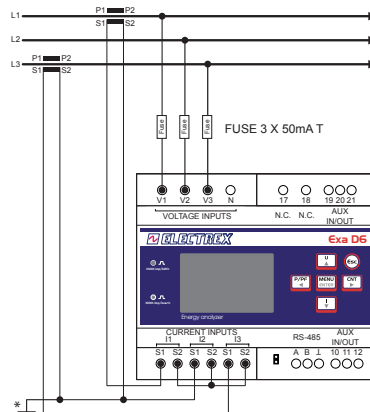 L1 P1 P2
S1 S2
L2
L3 P1 P2
S1 S2
Fuse Fuse Fuse
FUSE 3 X 50mA T
V1 V2 V3 N 17 18 19 20 21
VOLTAGE INPUTS N.C. N.C. AUX
IN/OUT
ELECTREX Exa D6
U
Esc
P/PF MENU CNT
ENTER
I
Energy analyzer
CURRENT INPUTS
I1 I2 I3 RS-485 AUX
IN/OUT
S1 S2 S1 S2 S1 S2 A B ⊥ 10 11 12
*